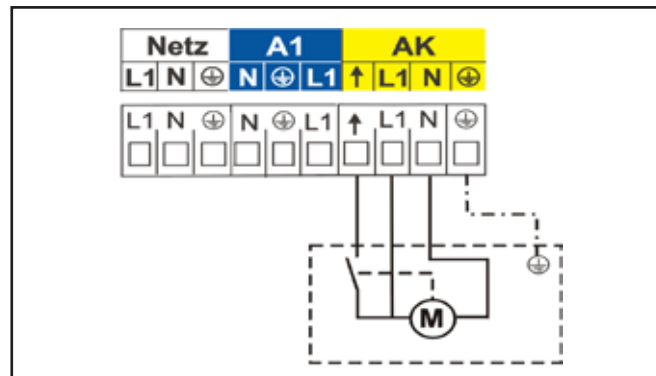 Netz A1 AK
L1 N ⏚ N ⏚ L1 ↑ L1 N ⏚
L1 N ⏚ N ⏚ L1 ↑ L1 N ⏚
M